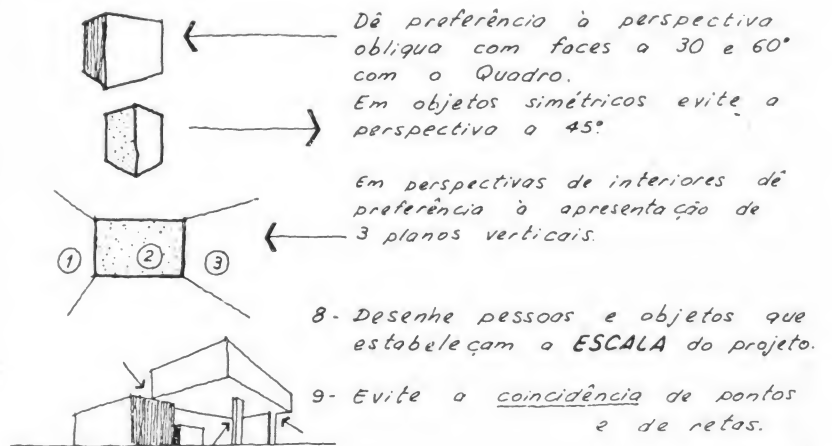 Dê preferência à perspectiva
obliqua com faces a 30 e 60°
com o Quadro.
Em objetos simétricos evite a
perspectiva a 45°
Em perspectivas de interiores dê
preferência à apresentação de
3 planos verticais.
1 2 3
8- Desenhe pessoas e objetos que
estabeleçam a ESCALA do projeto.
9- Evite a coincidência de pontos
e de retas.